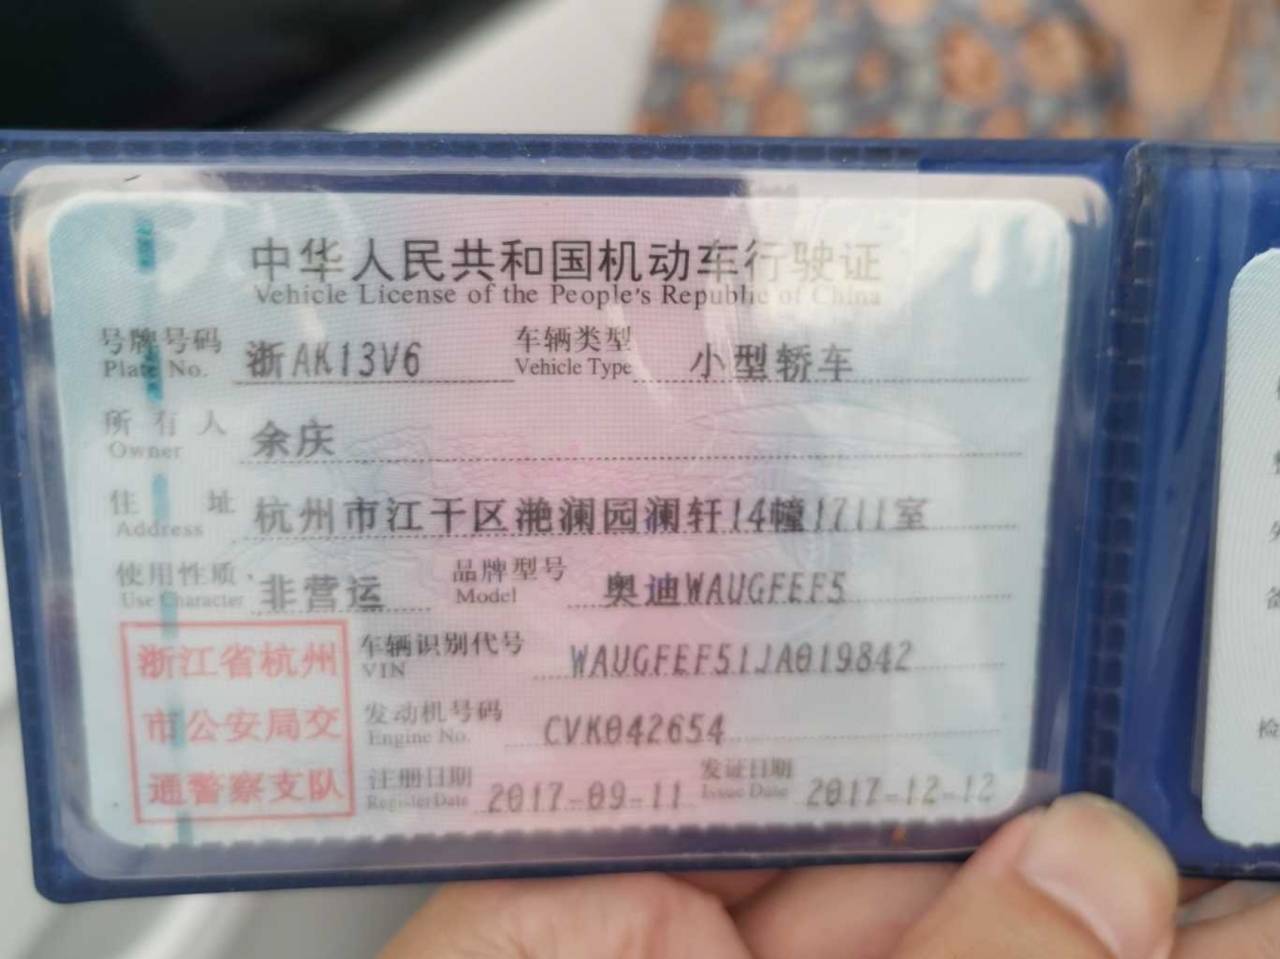 中华人民共和国机动车行驶证
Vehicle License of the People's Republic of China
号牌号码 浙AK13V6 车辆类型 小型轿车
Plate No. Vehicle Type
所有人 余庆
Owner
住址 杭州市江干区滟澜园澜轩14幢1711室
Address
使用性质 非营运 品牌型号 奥迪WAUGFEF5
Use Character Model
浙江省杭州
市公安局交
通警察支队
车辆识别代号 WAUGFEF51JA019842
VIN
发动机号码 CVK042654
Engine No.
注册日期 2017-09-11 发证日期 2017-12-12
Register Date Issue Date
检